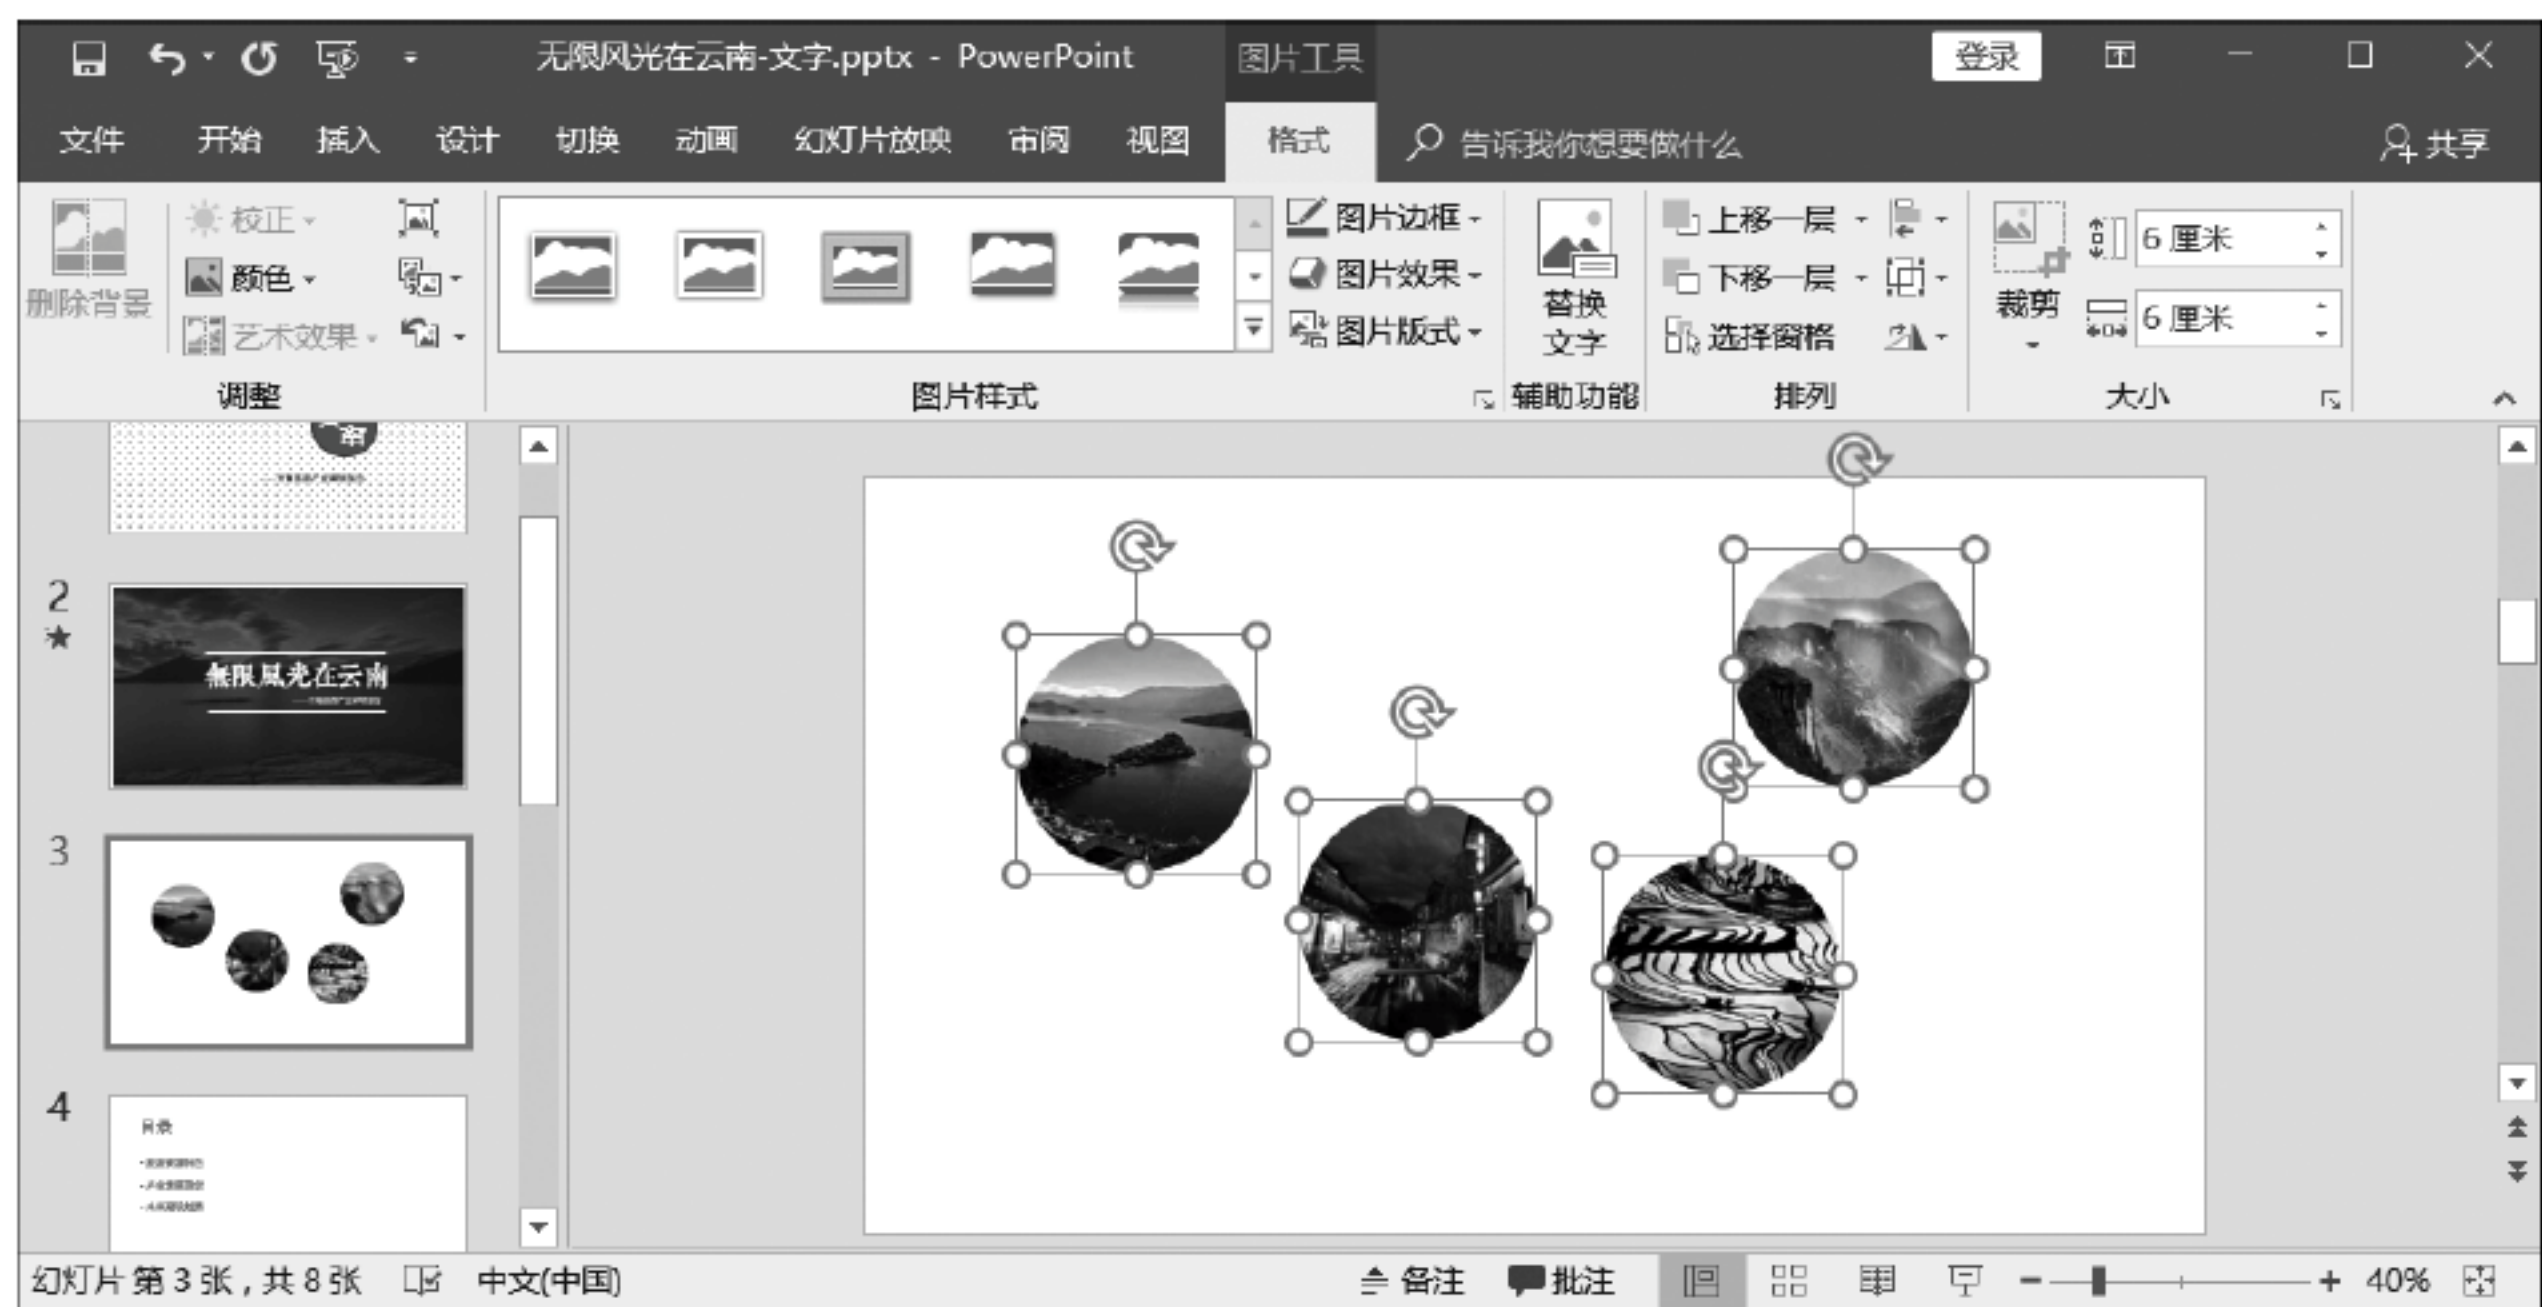 无限风光在云南-文字.pptx - PowerPoint
图片工具
登录
文件 开始 插入 设计 切换 动画 幻灯片放映 审阅 视图 格式 告诉我你想要做什么 共享
删除背景
校正
颜色
艺术效果
调整
图片样式
图片边框
图片效果
图片版式
替换
文字
辅助功能
上移一层
下移一层
选择窗格
排列
裁剪
6 厘米
6 厘米
大小
南
2
無限風光在云南
3
4
目录
幻灯片 第 3 张，共 8 张 中文(中国) 备注 批注 40%